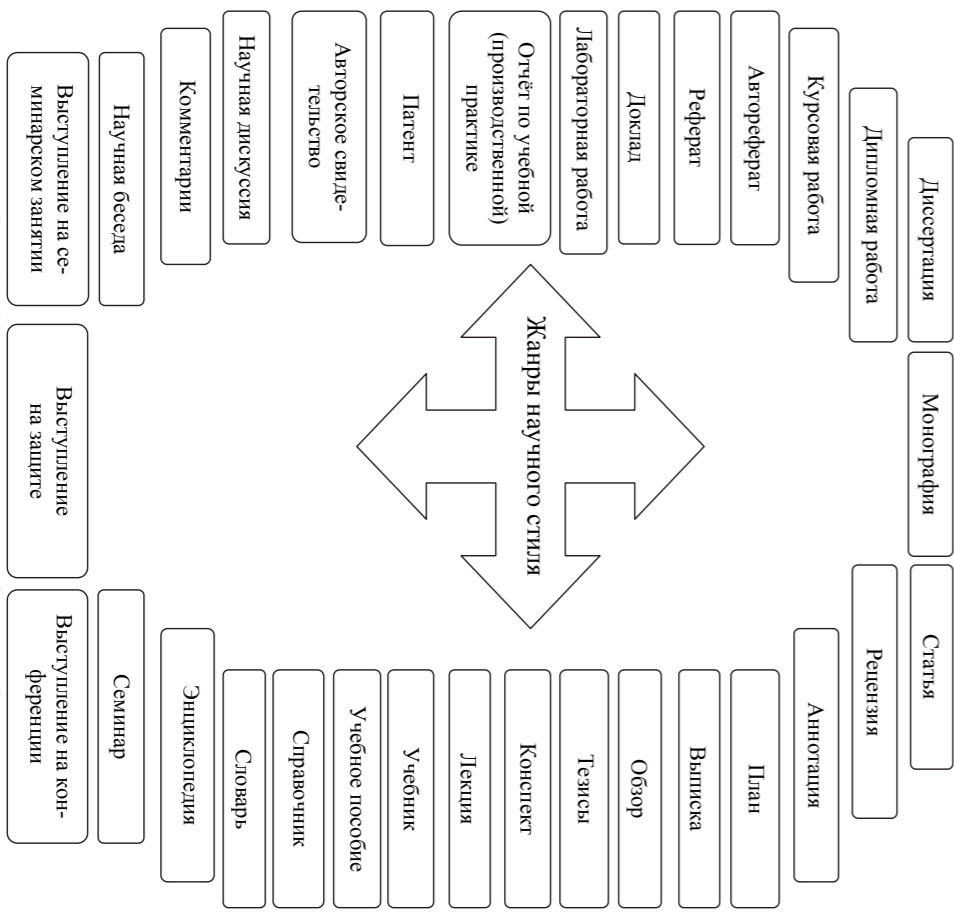 Диссертация
Монография
Статья
Дипломная работа
Рецензия
Курсовая работа
Аннотация
Автореферат
План
Реферат
Выписка
Доклад
Обзор
Лабораторная работа
Тезисы
Отчёт по учебной
(производственной)
практике
Жанры научного стиля
Конспект
Лекция
Патент
Учебник
Авторское свиде-
тельство
Учебное пособие
Справочник
Научная дискуссия
Словарь
Комментарии
Энциклопедия
Научная беседа
Семинар
Выступление на се-
минарском занятии
Выступление
на защите
Выступление на кон-
ференции